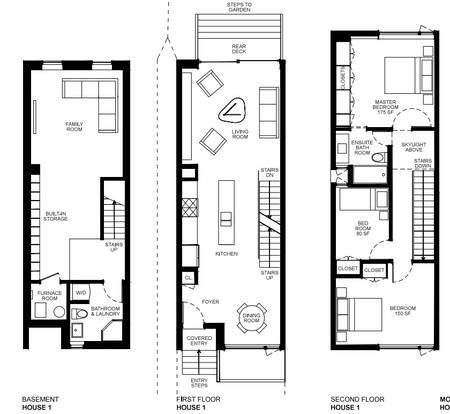 FAMILY
ROOM
BUILT-IN
STORAGE
STAIRS
UP
FURNACE
ROOM
W/D
BATHROOM
& LAUNDRY
BASEMENT
HOUSE 1
STEPS TO
GARDEN
REAR
DECK
LIVING
ROOM
STAIRS
DN
KITCHEN
STAIRS
UP
CL.
FOYER
DINING
ROOM
COVERED
ENTRY
ENTRY
STEPS
FIRST FLOOR
HOUSE 1
CLOSETS
MASTER
BEDROOM
175 SF
ENSUITE
BATH
ROOM
SKYLIGHT
ABOVE
STAIRS
DOWN
BED
ROOM
80 SF
CLOSET
CLOSET
BEDROOM
150 SF
SECOND FLOOR
HOUSE 1
MO
HO